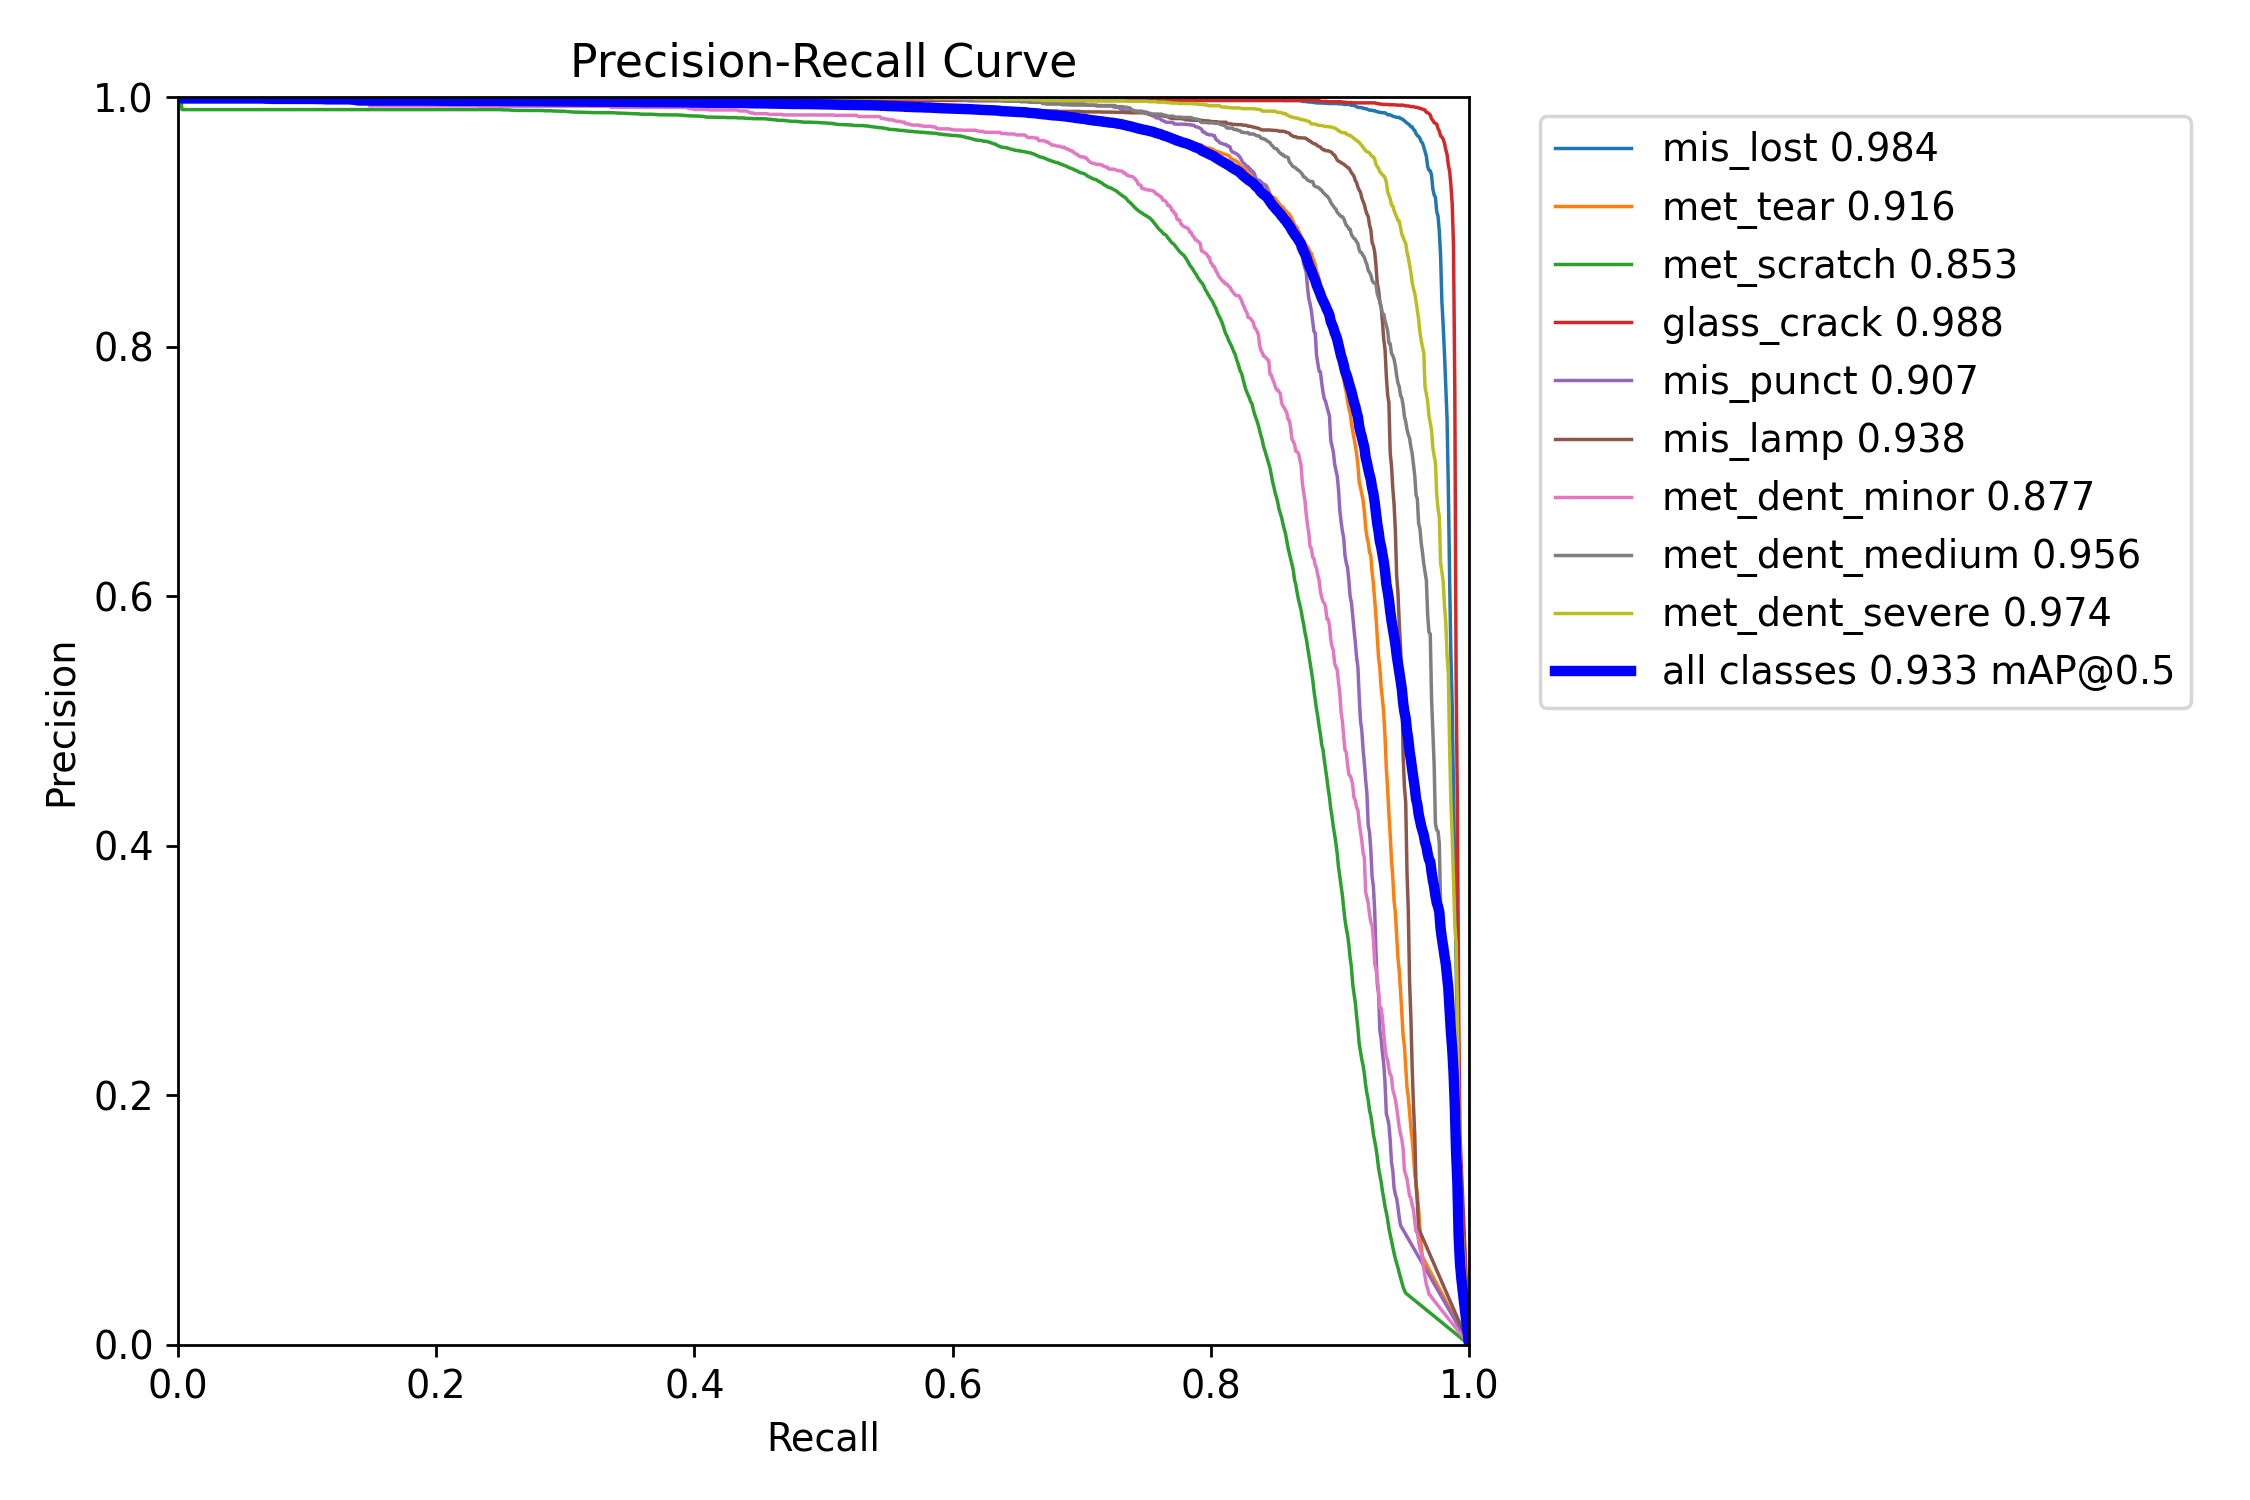 Precision-Recall Curve
1.0
0.8
0.6
0.4
0.2
0.0
Precision
0.0 0.2 0.4 0.6 0.8 1.0
Recall
mis_lost 0.984
met_tear 0.916
met_scratch 0.853
glass_crack 0.988
mis_punct 0.907
mis_lamp 0.938
met_dent_minor 0.877
met_dent_medium 0.956
met_dent_severe 0.974
all classes 0.933 mAP@0.5